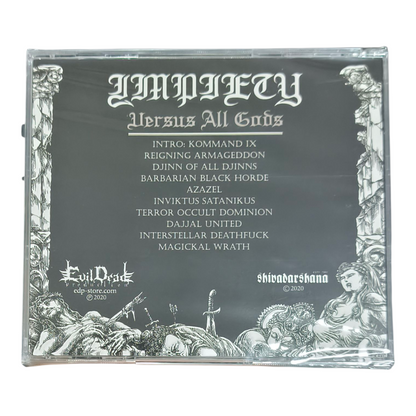 IMPIETY
Versus All Gods
INTRO: KOMMAND IX
REIGNING ARMAGEDDON
DJINN OF ALL DJINNS
BARBARIAN BLACK HORDE
AZAZEL
INVIKTUS SATANIKUS
TERROR OCCULT DOMINION
DAJJAL UNITED
INTERSTELLAR DEATHFUCK
MAGICKAL WRATH
EvilDead
Production
edp-store.com
℗ 2020
shivadarshana
© 2020